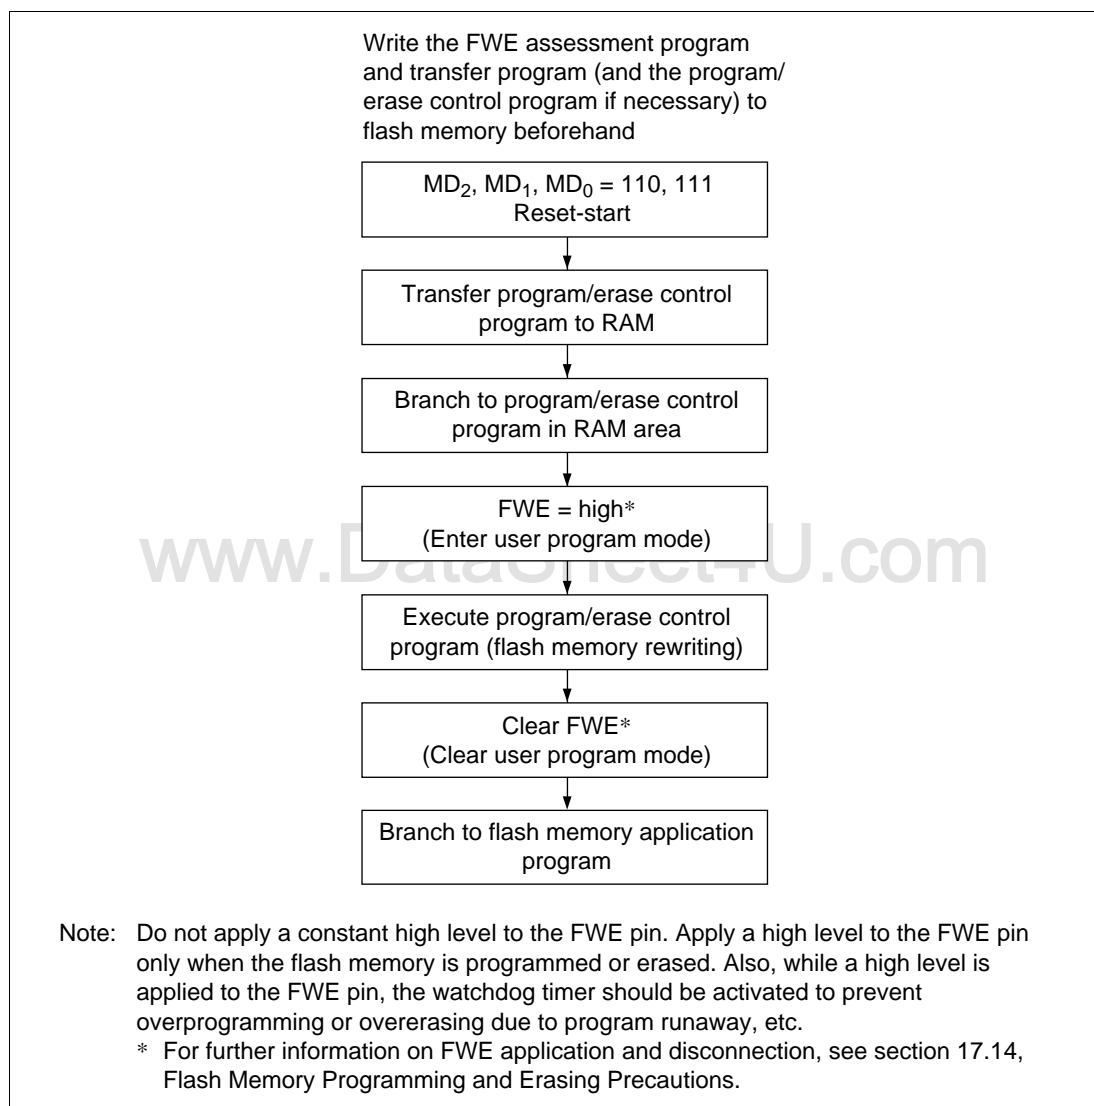 Write the FWE assessment program
and transfer program (and the program/
erase control program if necessary) to
flash memory beforehand
MD₂, MD₁, MD₀ = 110, 111
Reset-start
Transfer program/erase control
program to RAM
Branch to program/erase control
program in RAM area
FWE = high*
(Enter user program mode)
www.DataSheet4U.com
Execute program/erase control
program (flash memory rewriting)
Clear FWE*
(Clear user program mode)
Branch to flash memory application
program
Note: Do not apply a constant high level to the FWE pin. Apply a high level to the FWE pin
only when the flash memory is programmed or erased. Also, while a high level is
applied to the FWE pin, the watchdog timer should be activated to prevent
overprogramming or overerasing due to program runaway, etc.
* For further information on FWE application and disconnection, see section 17.14,
Flash Memory Programming and Erasing Precautions.